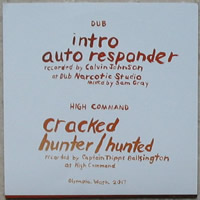 DUB
intro
auto responder
recorded by Calvin Johnson
at Dub Narcotic Studio
mixed by Sam Gray
HIGH COMMAND
cracked
hunter/hunted
recorded by Captain Tripps Ballsington
at High Command
Olympia, Wash. 2017